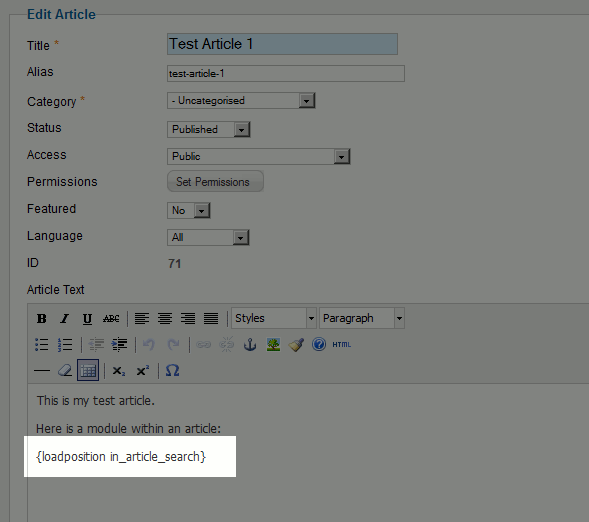 Edit Article
Title * Test Article 1
Alias test-article-1
Category * - Uncategorised
Status Published
Access Public
Permissions Set Permissions
Featured No
Language All
ID 71
Article Text
B I U ABC Styles Paragraph
HTML
X₂ X² Ω
This is my test article.
Here is a module within an article:
{loadposition in_article_search}